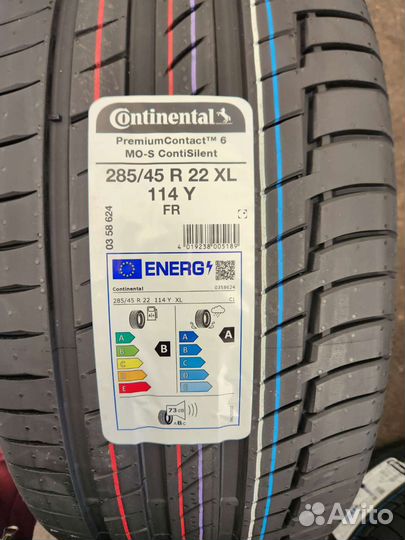 Continental
PremiumContact™ 6
MO-S ContiSilent
285/45 R 22 XL
114 Y
FR
03 58 624
4 019238 005189
ENERG
Continental 0358624
285/45 R 22 114 Y XL C1
A A
B B
C C
D D
E E
B
A
73 dB
ABC
Avito